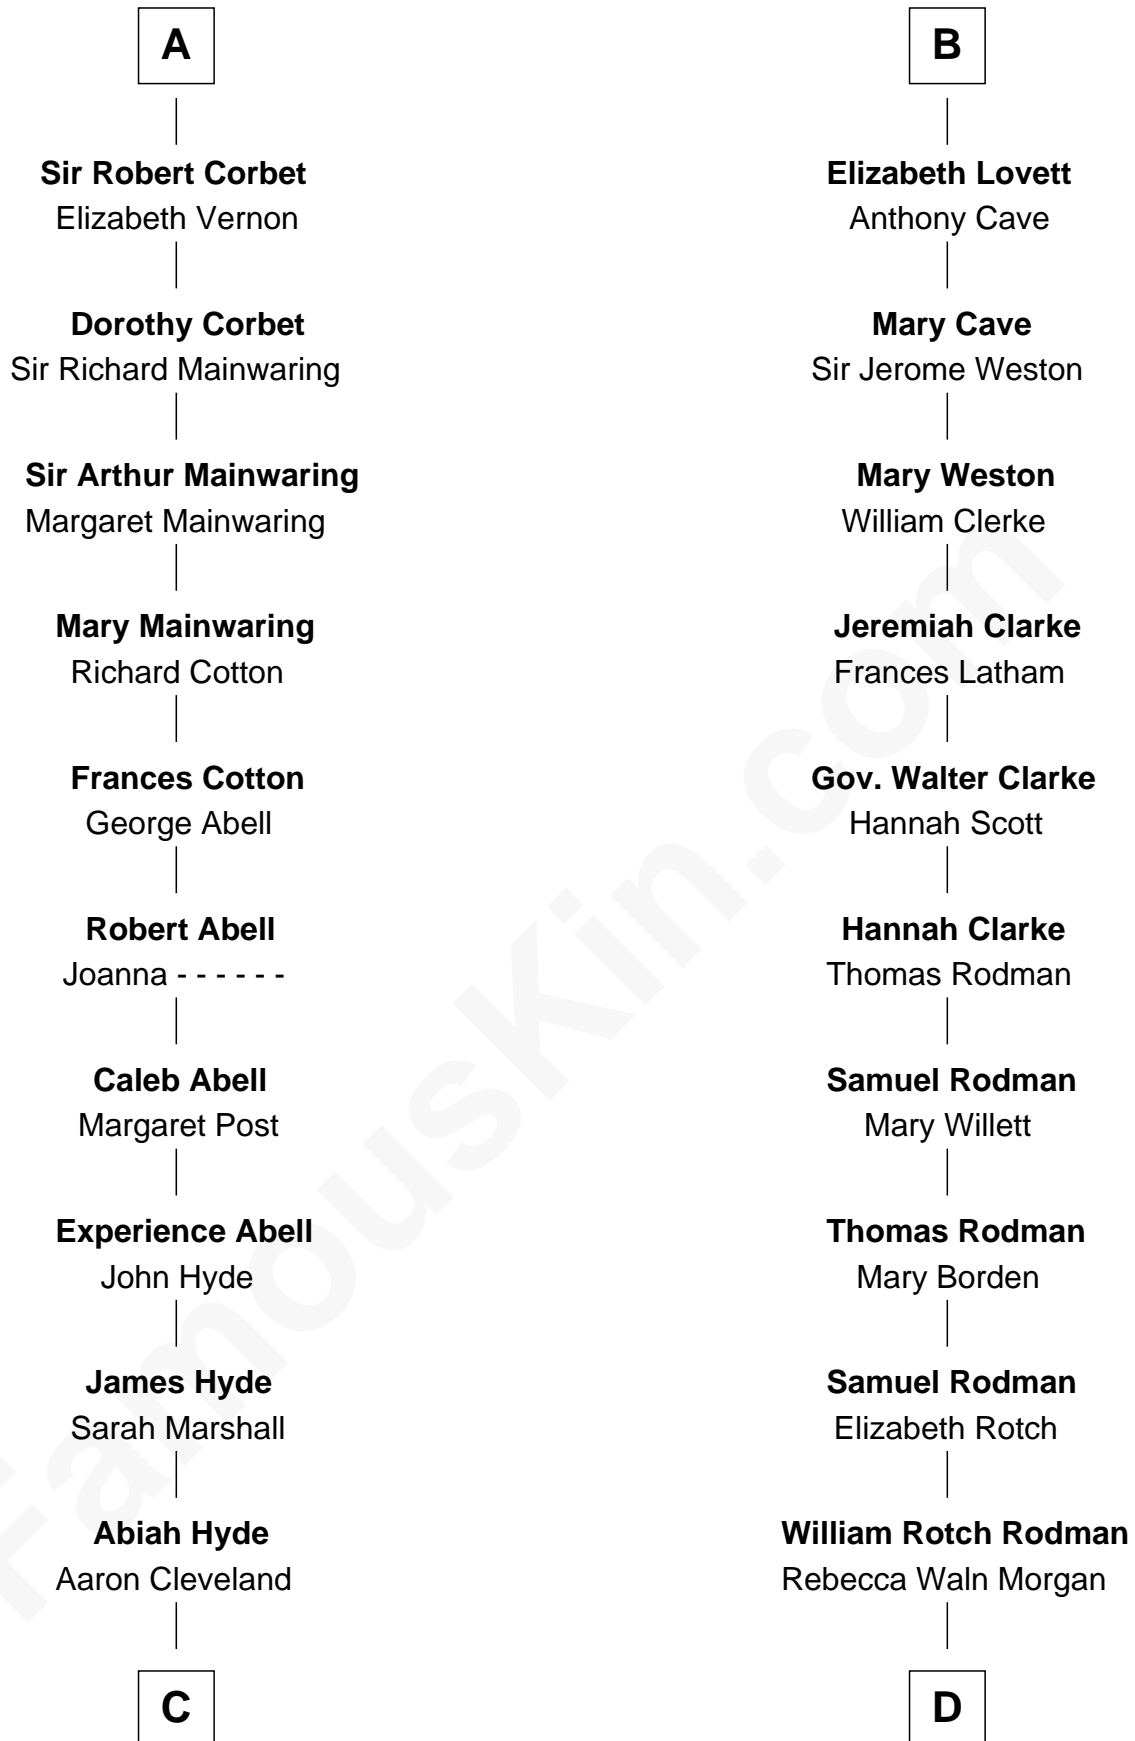 A
Sir Robert Corbet
Elizabeth Vernon
Dorothy Corbet
Sir Richard Mainwaring
Sir Arthur Mainwaring
Margaret Mainwaring
Mary Mainwaring
Richard Cotton
Frances Cotton
George Abell
Robert Abell
Joanna - - - - - -
Caleb Abell
Margaret Post
Experience Abell
John Hyde
James Hyde
Sarah Marshall
Abiah Hyde
Aaron Cleveland
C
B
Elizabeth Lovett
Anthony Cave
Mary Cave
Sir Jerome Weston
Mary Weston
William Clerke
Jeremiah Clarke
Frances Latham
Gov. Walter Clarke
Hannah Scott
Hannah Clarke
Thomas Rodman
Samuel Rodman
Mary Willett
Thomas Rodman
Mary Borden
Samuel Rodman
Elizabeth Rotch
William Rotch Rodman
Rebecca Waln Morgan
D
FamousKin.com